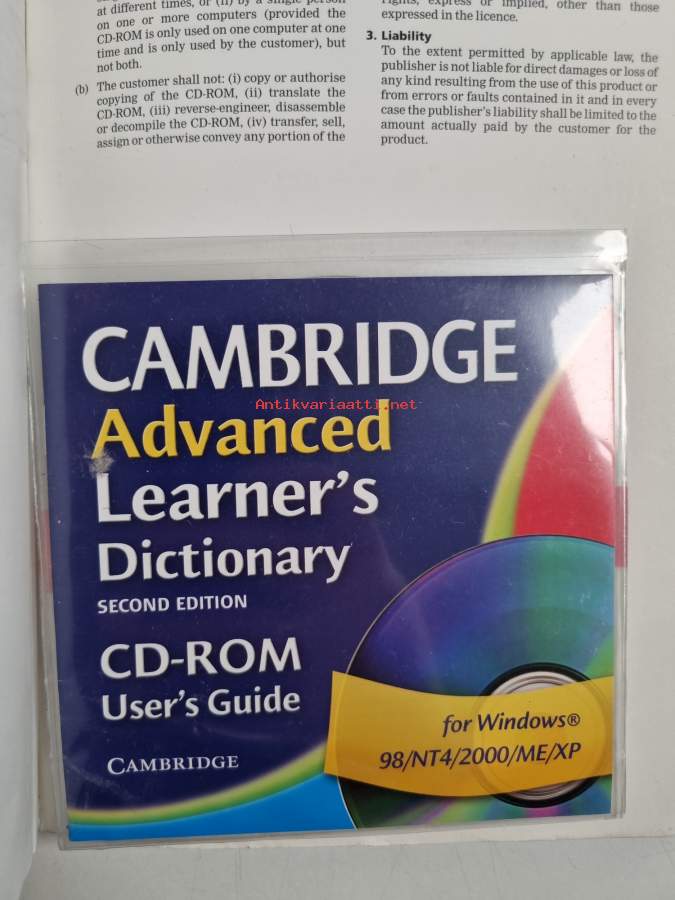 at different times, or (ii) by a single person
on one or more computers (provided the
CD-ROM is only used on one computer at one
time and is only used by the customer), but
not both.
(b) The customer shall not: (i) copy or authorise
copying of the CD-ROM, (ii) translate the
CD-ROM, (iii) reverse-engineer, disassemble
or decompile the CD-ROM, (iv) transfer, sell,
assign or otherwise convey any portion of the
rights, express or implied, other than those
expressed in the licence.
3. Liability
To the extent permitted by applicable law, the
publisher is not liable for direct damages or loss of
any kind resulting from the use of this product or
from errors or faults contained in it and in every
case the publisher's liability shall be limited to the
amount actually paid by the customer for the
product.
CAMBRIDGE
Antikvariaatti.net
Advanced
Learner's
Dictionary
SECOND EDITION
CD-ROM
User's Guide
for Windows®
98/NT4/2000/ME/XP
CAMBRIDGE